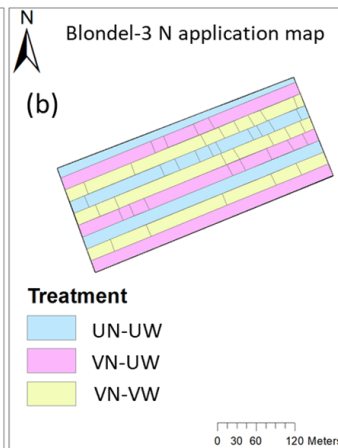 N
Blondel-3 N application map
(b)
Treatment
UN-UW
VN-UW
VN-VW
0 30 60 120 Meters